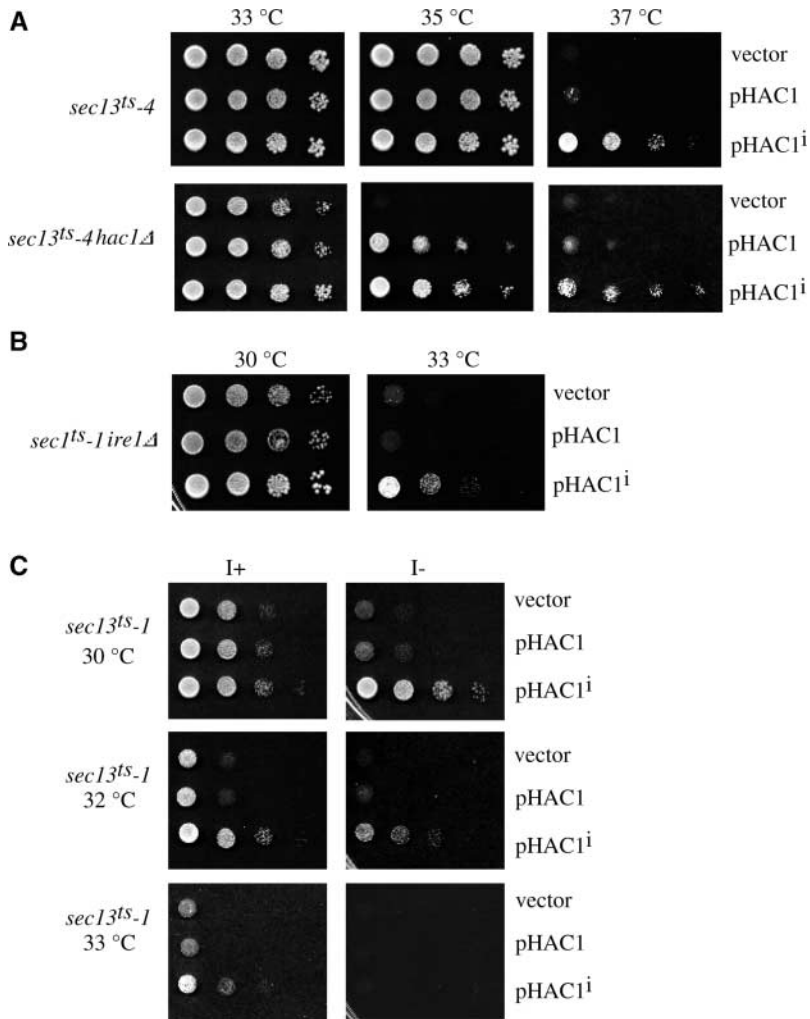 A
33 °C
35 °C
37 °C
sec13ts-4
vector
pHAC1
pHAC1i
sec13ts-4 hac1Δ
vector
pHAC1
pHAC1i
B
30 °C
33 °C
sec1ts-1 ire1Δ
vector
pHAC1
pHAC1i
C
I+
I-
sec13ts-1
30 °C
vector
pHAC1
pHAC1i
sec13ts-1
32 °C
vector
pHAC1
pHAC1i
sec13ts-1
33 °C
vector
pHAC1
pHAC1i